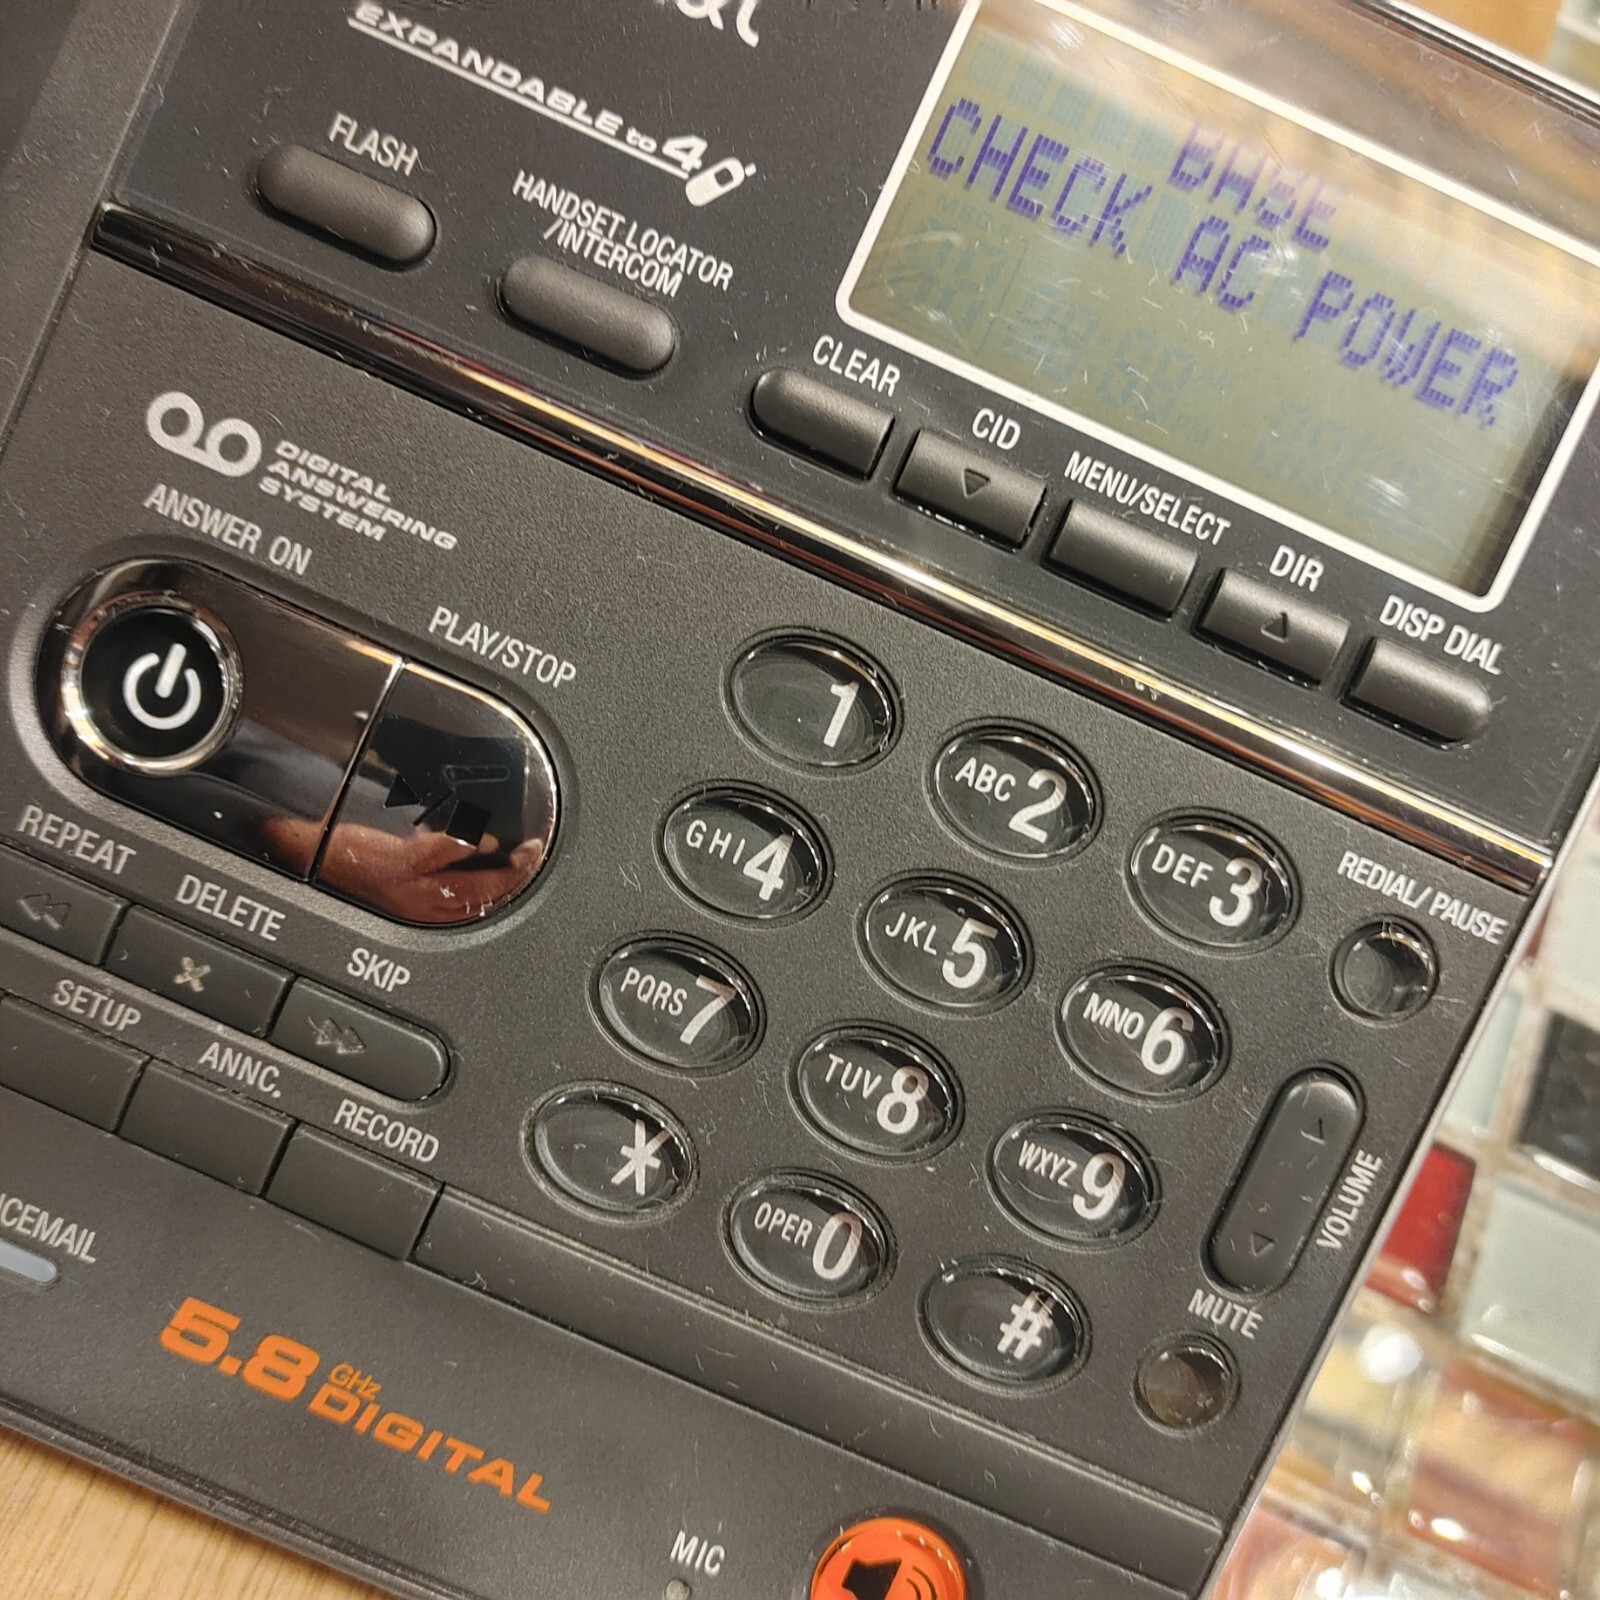 EXPANDABLE to 4
FLASH
HANDSET LOCATOR
/INTERCOM
BASE
CHECK AC POWER
CLEAR
CID
MENU/SELECT
DIR
DISP DIAL
DIGITAL
ANSWERING
SYSTEM
ANSWER ON
PLAY/STOP
REPEAT
DELETE
SKIP
SETUP
ANNC.
RECORD
1
ABC 2
DEF 3
GHI 4
JKL 5
MNO 6
PQRS 7
TUV 8
WXYZ 9
*
OPER 0
#
REDIAL/PAUSE
VOLUME
MUTE
5.8 GHz
DIGITAL
MIC